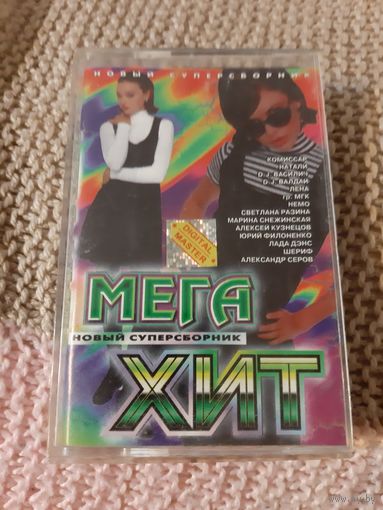 НОВЫЙ СУПЕРСБОРНИК
КОМИССАР
НАТАЛИ
D.J. ВАСИЛИЧ
D.J. ВАЛДАЙ
ЛЕНА
гр. МГК
НЕМО
СВЕТЛАНА РАЗИНА
МАРИНА СНЕЖИНСКАЯ
АЛЕКСЕЙ КУЗНЕЦОВ
ЮРИЙ ФИЛОНЕНКО
ЛАДА ДЭНС
ШЕРИФ
АЛЕКСАНДР СЕРОВ
DIGITAL
MASTER
МЕГА
НОВЫЙ СУПЕРСБОРНИК
ХИТ